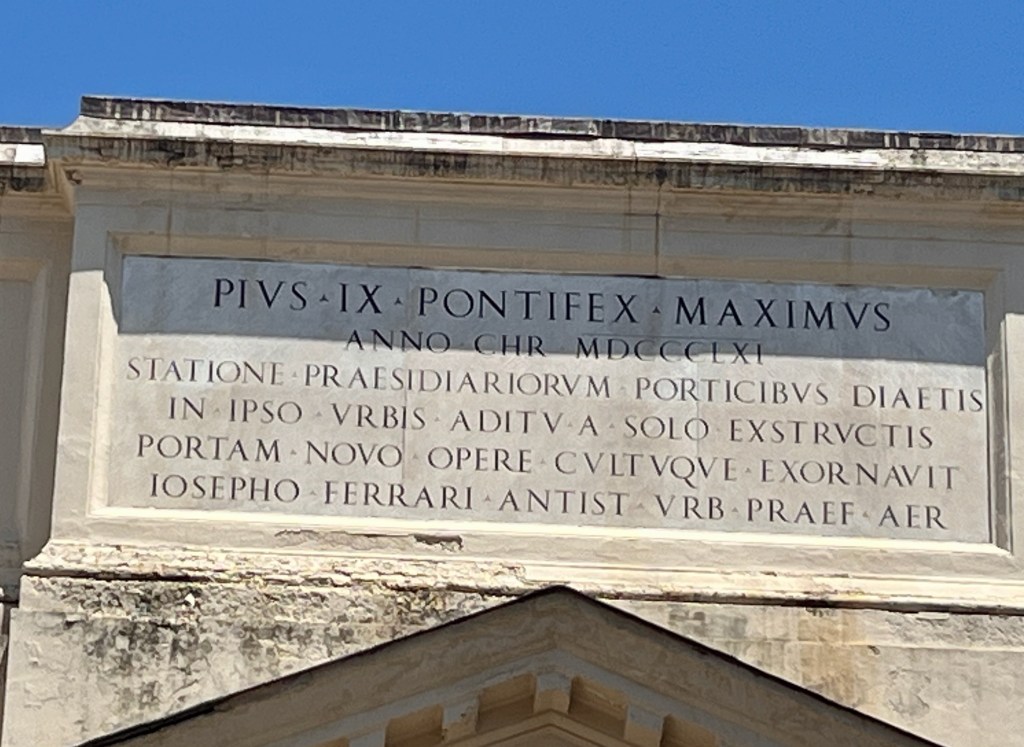 PIVS · IX · PONTIFEX · MAXIMVS
ANNO CHR MDCCCLXI
STATIONE · PRAESIDIARIORVM · PORTICIBVS DIAETIS
IN · IPSO · VRBIS · ADITV · A · SOLO · EXSTRVCTIS
PORTAM · NOVO · OPERE · CVLTVQVE · EXORNAVIT
IOSEPHO · FERRARI · ANTIST · VRB · PRAEF · AER